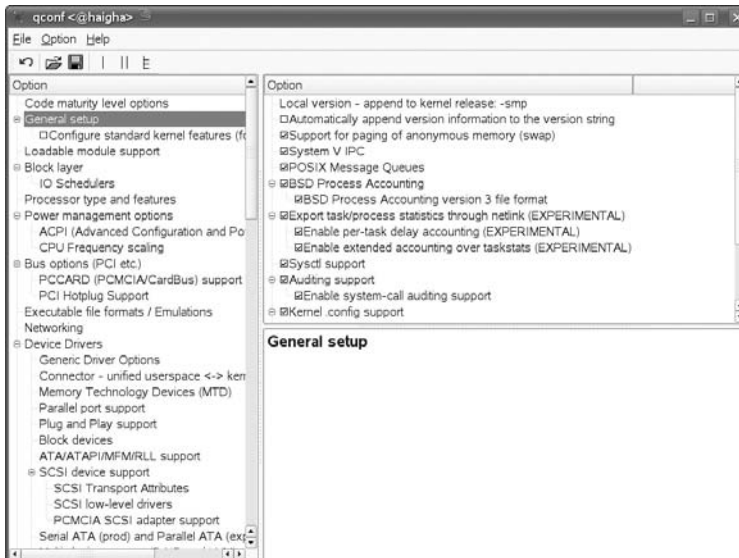 qconf <@haigha>
File Option Help
Option
Code maturity level options
General setup
Configure standard kernel features (fo
Loadable module support
Block layer
IO Schedulers
Processor type and features
Power management options
ACPI (Advanced Configuration and Po
CPU Frequency scaling
Bus options (PCI etc.)
PCCARD (PCMCIA/CardBus) support
PCI Hotplug Support
Executable file formats / Emulations
Networking
Device Drivers
Generic Driver Options
Connector - unified userspace <-> kern
Memory Technology Devices (MTD)
Parallel port support
Plug and Play support
Block devices
ATA/ATAPI/MFM/RLL support
SCSI device support
SCSI Transport Attributes
SCSI low-level drivers
PCMCIA SCSI adapter support
Serial ATA (prod) and Parallel ATA (exp
Option
Local version - append to kernel release: -smp
Automatically append version information to the version string
Support for paging of anonymous memory (swap)
System V IPC
POSIX Message Queues
BSD Process Accounting
BSD Process Accounting version 3 file format
Export task/process statistics through netlink (EXPERIMENTAL)
Enable per-task delay accounting (EXPERIMENTAL)
Enable extended accounting over taskstats (EXPERIMENTAL)
Sysctl support
Auditing support
Enable system-call auditing support
Kernel .config support
General setup